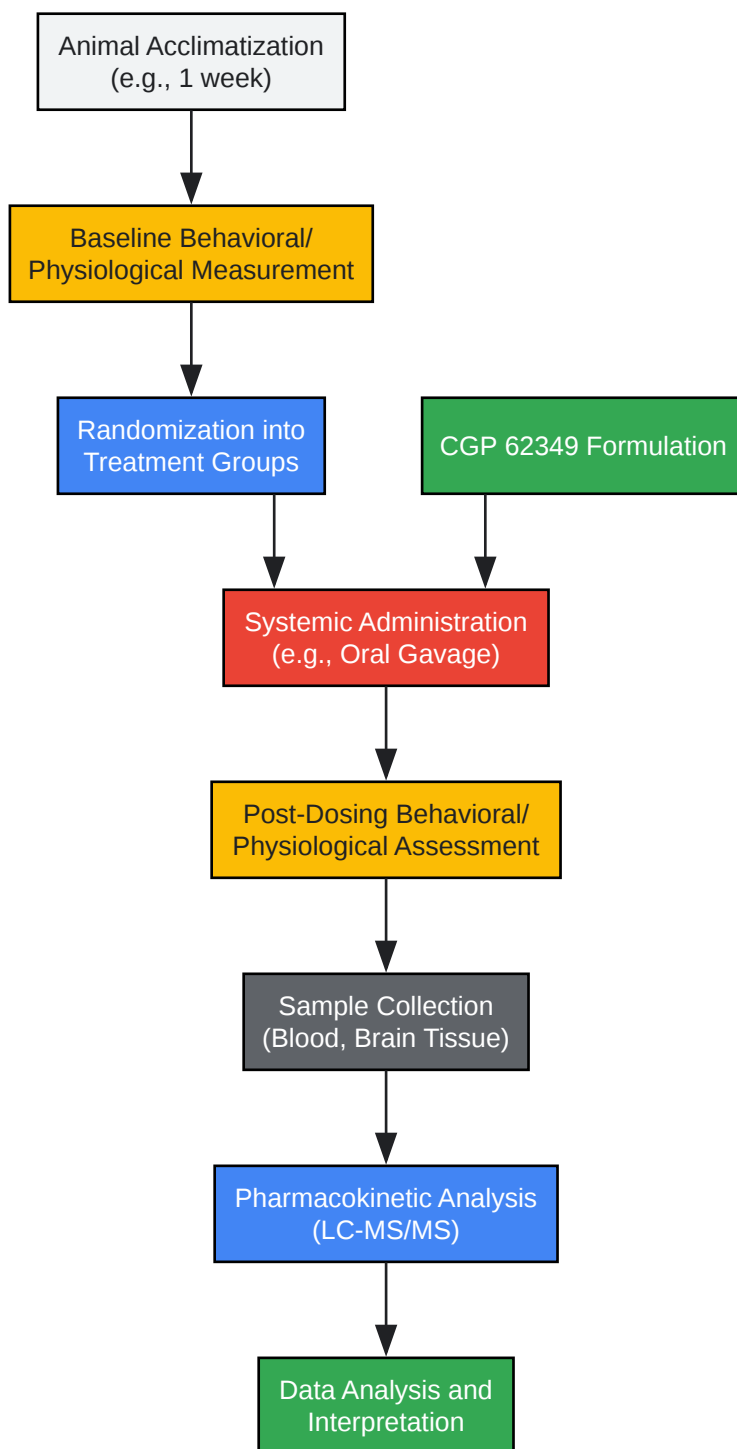 Animal Acclimatization
(e.g., 1 week)
Baseline Behavioral/
Physiological Measurement
Randomization into
Treatment Groups
CGP 62349 Formulation
Systemic Administration
(e.g., Oral Gavage)
Post-Dosing Behavioral/
Physiological Assessment
Sample Collection
(Blood, Brain Tissue)
Pharmacokinetic Analysis
(LC-MS/MS)
Data Analysis and
Interpretation